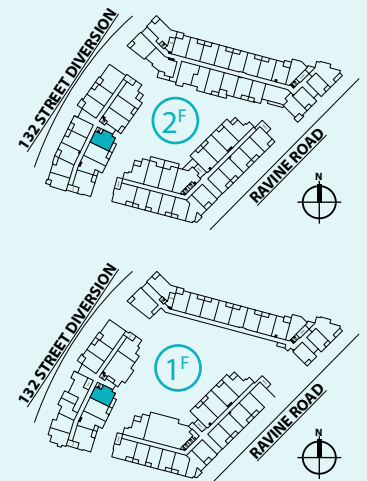 132 STREET DIVERSION
2F
RAVINE ROAD
N
132 STREET DIVERSION
1F
RAVINE ROAD
N